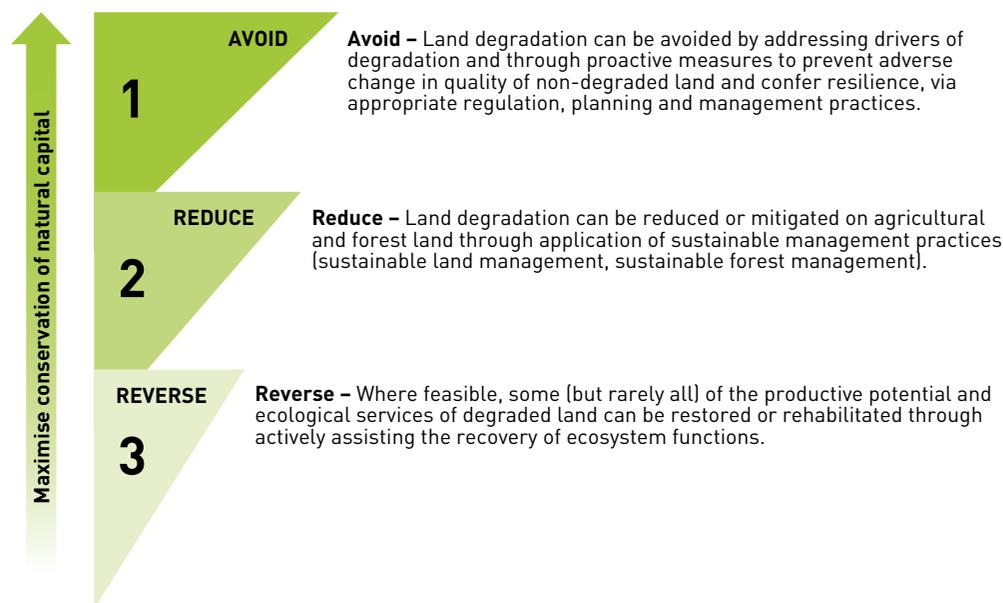 Maximise conservation of natural capital
AVOID
1
Avoid – Land degradation can be avoided by addressing drivers of
degradation and through proactive measures to prevent adverse
change in quality of non-degraded land and confer resilience, via
appropriate regulation, planning and management practices.
REDUCE
2
Reduce – Land degradation can be reduced or mitigated on agricultural
and forest land through application of sustainable management practices
(sustainable land management, sustainable forest management).
REVERSE
3
Reverse – Where feasible, some (but rarely all) of the productive potential and
ecological services of degraded land can be restored or rehabilitated through
actively assisting the recovery of ecosystem functions.